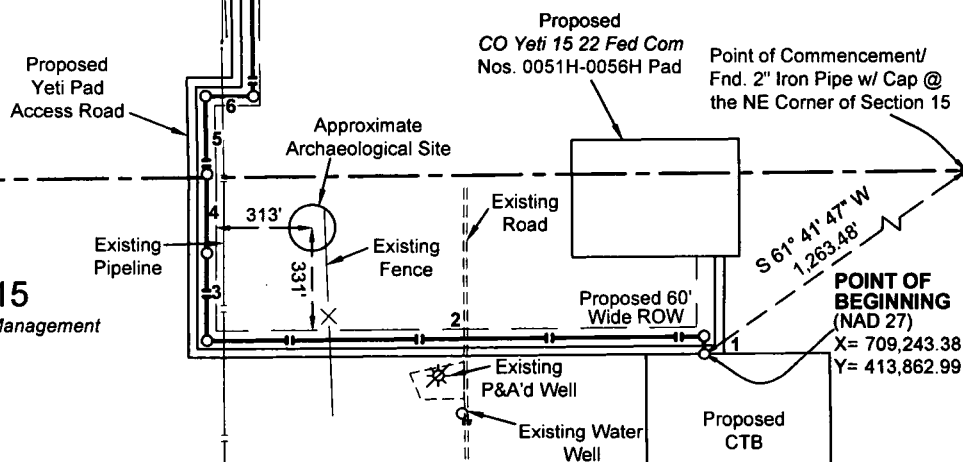 Proposed
CO Yeti 15 22 Fed Com
Nos. 0051H-0056H Pad
Point of Commencement/
Fnd. 2" Iron Pipe w/ Cap @
the NE Corner of Section 15
Proposed
Yeti Pad
Access Road
6
5
Approximate
Archaeological Site
4
313'
Existing
Road
S 61° 41' 47" W
1,263.48'
Existing
Pipeline
331'
Existing
Fence
3
15
Management
2
Proposed 60'
Wide ROW
1
POINT OF
BEGINNING
(NAD 27)
X= 709,243.38
Y= 413,862.99
Existing
P&A'd Well
Existing Water
Well
Proposed
CTB